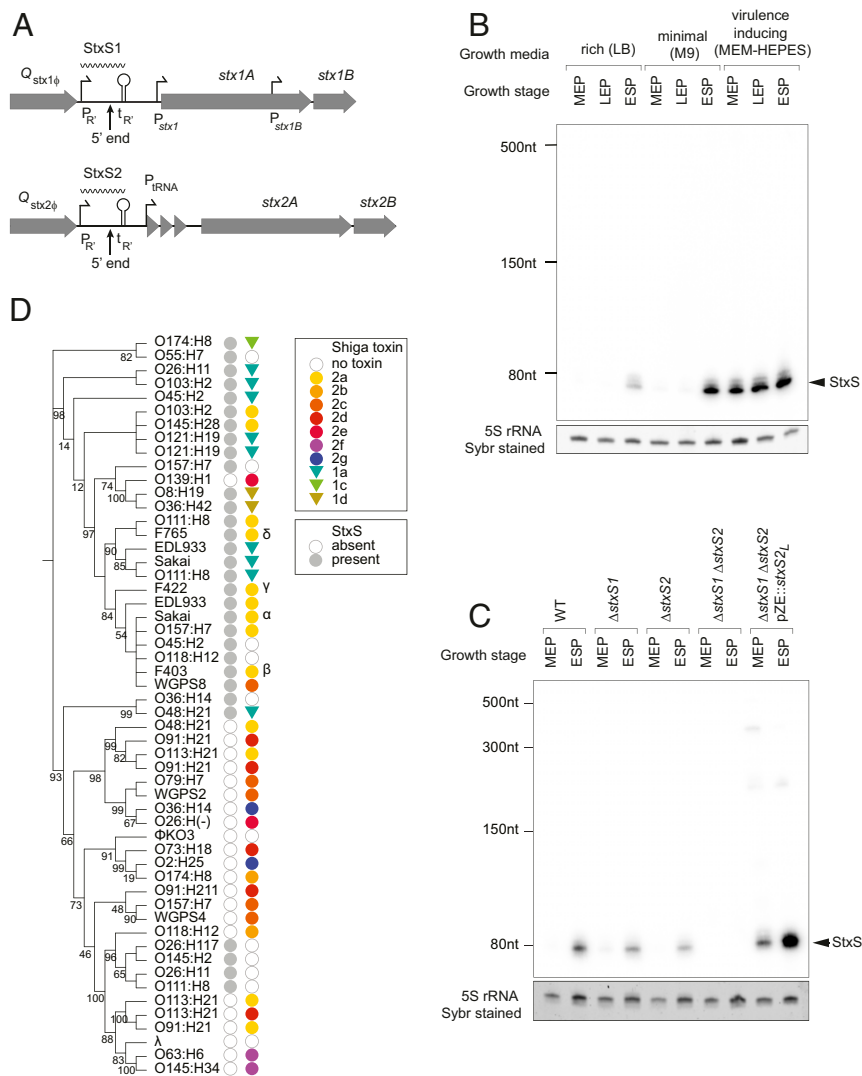 A
StxS1
Q stx1ϕ
stx1A
stx1B
P R'
t R'
P stx1
P stx1B
5' end
StxS2
P tRNA
Q stx2ϕ
stx2A
stx2B
P R'
t R'
5' end
B
Growth media
rich (LB)
minimal (M9)
virulence inducing (MEM-HEPES)
Growth stage
MEP LEP ESP MEP LEP ESP MEP LEP ESP
500nt
150nt
80nt
StxS
5S rRNA
Sybr stained
C
WT
ΔstxS1
ΔstxS2
ΔstxS1 ΔstxS2
ΔstxS1 ΔstxS2 pZE::stxS2L
Growth stage
MEP ESP MEP ESP MEP ESP MEP ESP MEP ESP
500nt
300nt
150nt
80nt
StxS
5S rRNA
Sybr stained
D
O174:H8
82 O55:H7
O26:H11
O103:H2
98 O45:H2
O103:H2
14 O145:H28
O121:H19
O121:H19
12 O157:H7
74 O139:H1
100 O8:H19
O36:H42
97 O111:H8
F765 δ
90 EDL933
85 Sakai
O111:H8
F422 γ
84 EDL933
Sakai α
54 O157:H7
O45:H2
O118:H12
F403 β
WGPS8
O36:H14
99 O48:H21
93 O48:H21
99 O91:H21
82 O113:H21
O91:H21
98 O79:H7
WGPS2
99 O36:H14
67 O26:H(-)
66 ΦKO3
91 O73:H18
99 O2:H25
19 O174:H8
73 O91:H211
48 O157:H7
90 WGPS4
O118:H12
46 96 O26:H117
65 O145:H2
O26:H11
100 O111:H8
O113:H21
100 O113:H21
O91:H21
88 λ
83 O63:H6
100 O145:H34
Shiga toxin
no toxin
2a
2b
2c
2d
2e
2f
2g
1a
1c
1d
StxS
absent
present